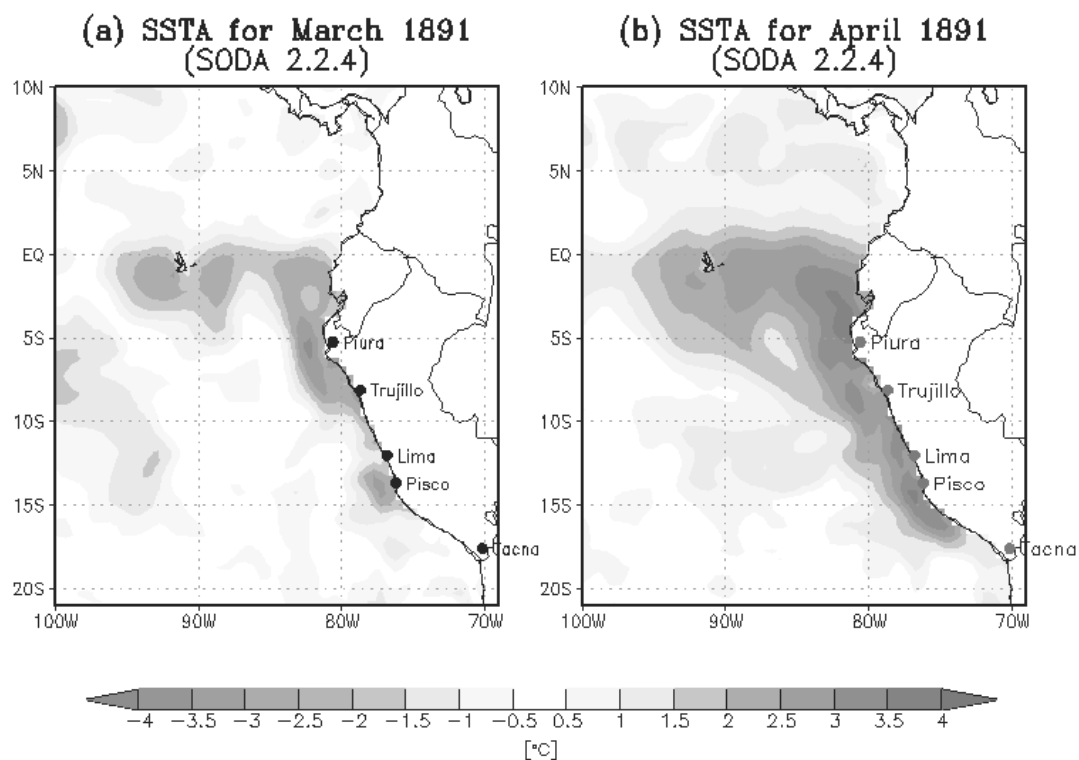 (a) SSTA for March 1891
(SODA 2.2.4)
10N
5N
EQ
5S
10S
15S
20S
100W 90W 80W 70W
Piura
Trujillo
Lima
Pisco
Tacna
(b) SSTA for April 1891
(SODA 2.2.4)
10N
5N
EQ
5S
10S
15S
20S
100W 90W 80W 70W
Piura
Trujillo
Lima
Pisco
Tacna
-4 -3.5 -3 -2.5 -2 -1.5 -1 -0.5 0.5 1 1.5 2 2.5 3 3.5 4
[°C]